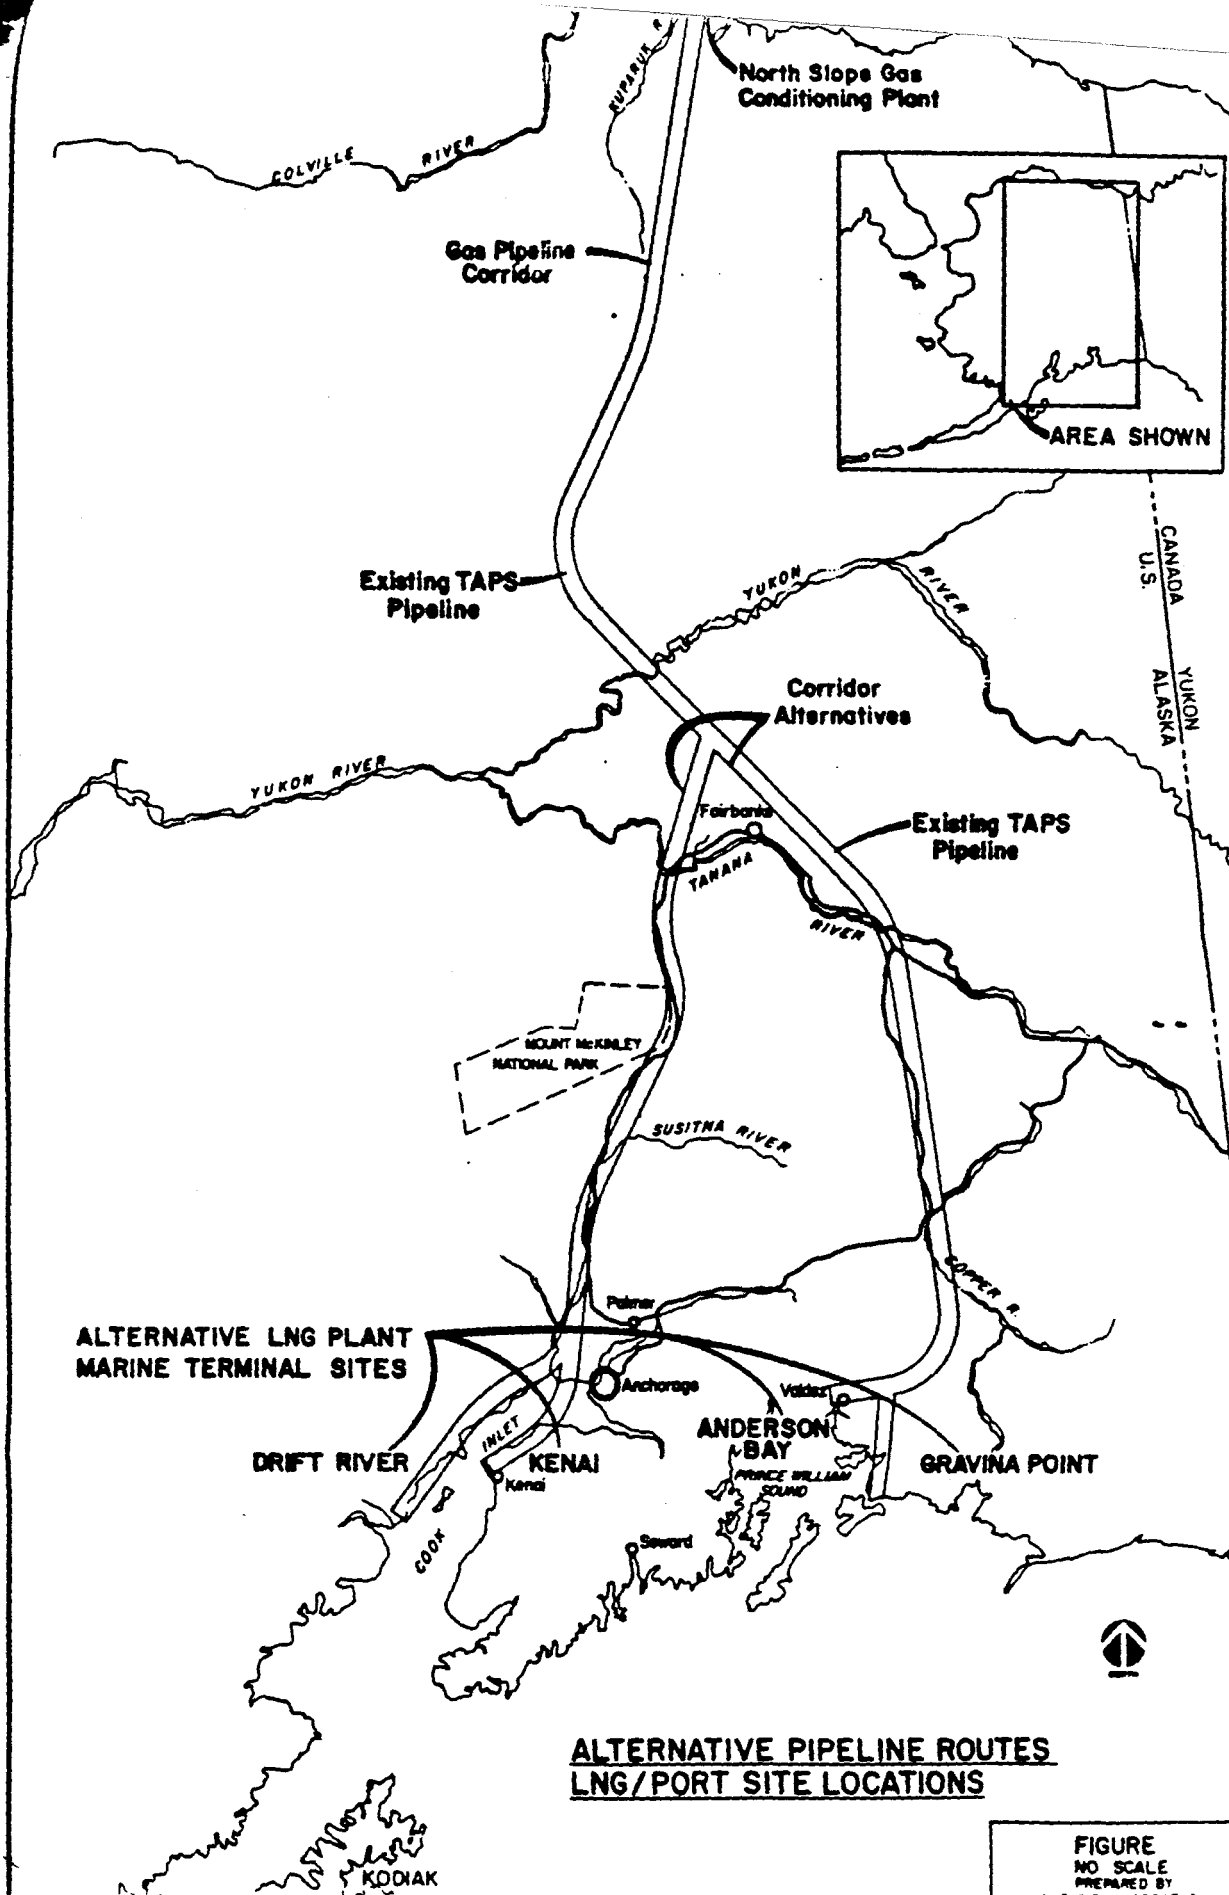 KUPARUK R.
North Slope Gas
Conditioning Plant
COLVILLE RIVER
Gas Pipeline
Corridor
AREA SHOWN
CANADA
U.S.
Existing TAPS
Pipeline
YUKON RIVER
YUKON
ALASKA
Corridor
Alternatives
YUKON RIVER
Fairbanks
Existing TAPS
Pipeline
TANANA RIVER
MOUNT McKINLEY
NATIONAL PARK
SUSITNA RIVER
COPPER R.
Palmer
ALTERNATIVE LNG PLANT
MARINE TERMINAL SITES
Anchorage
Valdez
ANDERSON
BAY
DRIFT RIVER
COOK INLET
KENAI
Kenai
GRAVINA POINT
PRINCE WILLIAM
SOUND
Seward
ALTERNATIVE PIPELINE ROUTES
LNG/PORT SITE LOCATIONS
FIGURE
NO SCALE
PREPARED BY
KODIAK